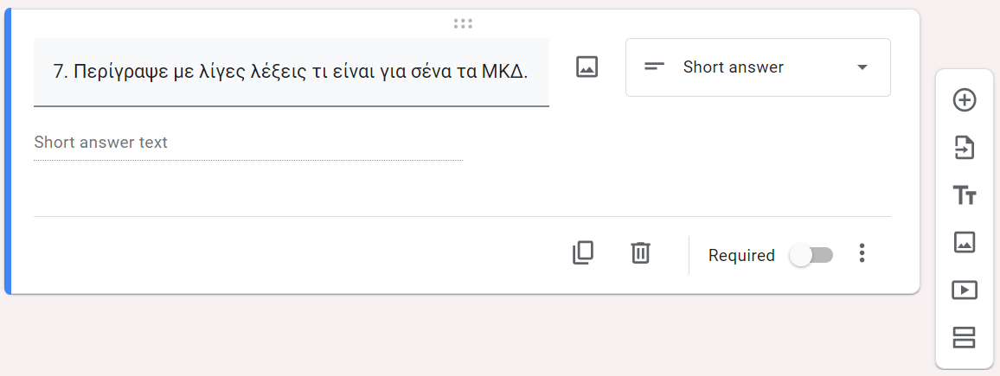 7. Περίγραψε με λίγες λέξεις τι είναι για σένα τα ΜΚΔ.
Short answer
Short answer text
Required